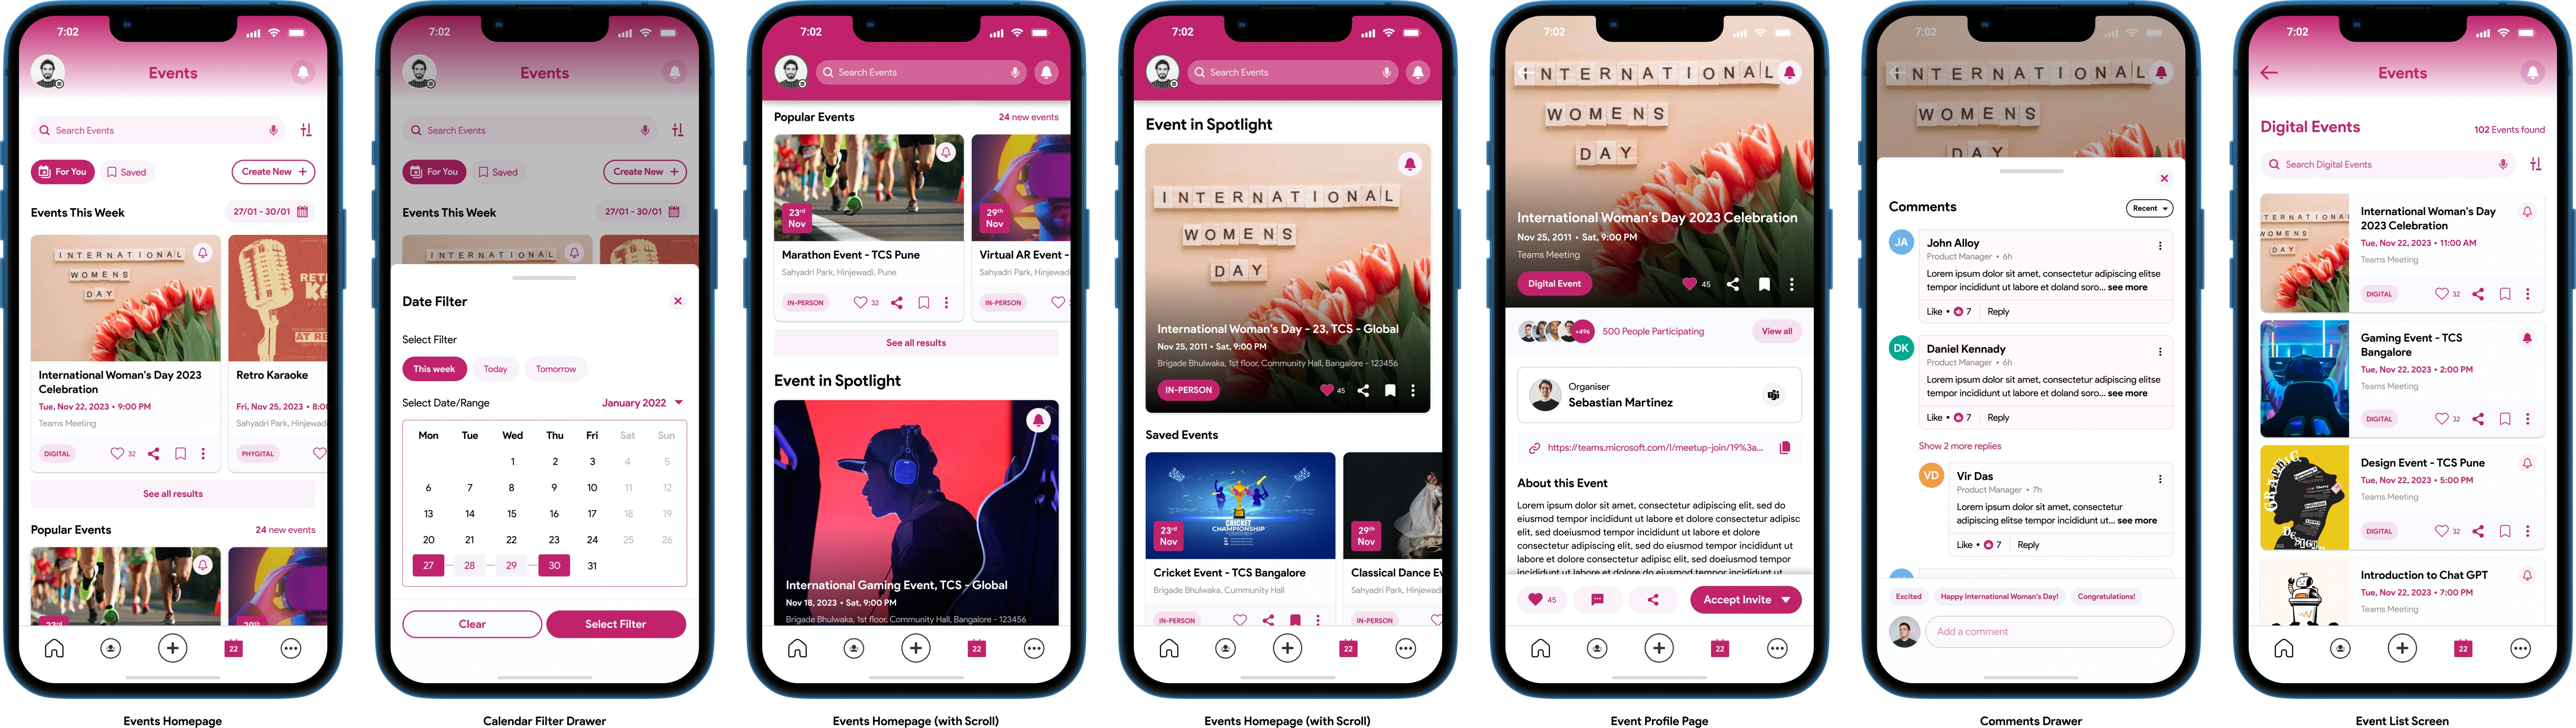 7:02
Events
Search Events
For You
Saved
Create New +
Events This Week
27/01 - 30/01
INTERNATIONAL
WOMENS
DAY
RETR
KA
AT RE
International Woman's Day 2023
Celebration
Tue, Nov 22, 2023 • 9:00 PM
Teams Meeting
DIGITAL
32
Retro Karaoke
Fri, Nov 25, 2023 • 8:00
Sahyadri Park, Hinjewadi
PHYGITAL
See all results
Popular Events
24 new events
23rd
29th
22
Events Homepage
7:02
Events
Search Events
For You
Saved
Create New +
Events This Week
27/01 - 30/01
INTERNATIONAL
Date Filter
Select Filter
This week
Today
Tomorrow
Select Date/Range
January 2022
Mon Tue Wed Thu Fri Sat Sun
1 2 3 4 5
6 7 8 9 10 11 12
13 14 15 16 17 18 19
20 21 22 23 24 25 26
27 28 29 30 31
Clear
Select Filter
Calendar Filter Drawer
7:02
Search Events
Popular Events
24 new events
23rd
Nov
29th
Nov
Marathon Event - TCS Pune
Sahyadri Park, Hinjewadi, Pune
IN-PERSON
32
Virtual AR Event -
Sahyadri Park, Hinjewadi
IN-PERSON
See all results
Event in Spotlight
International Gaming Event, TCS - Global
Nov 18, 2023 • Sat, 9:00 PM
Brigade Bhulwaka, 1st floor, Community Hall, Bangalore - 123456
22
Events Homepage (with Scroll)
7:02
Search Events
Event in Spotlight
INTERNATIONAL
WOMENS
DAY
International Woman's Day - 23, TCS - Global
Nov 25, 2011 • Sat, 9:00 PM
Brigade Bhulwaka, 1st floor, Community Hall, Bangalore - 123456
IN-PERSON
45
Saved Events
CRICKET
CHAMPIONSHIP
23rd
Nov
29th
Nov
Cricket Event - TCS Bangalore
Brigade Bhulwaka, Cummunity Hall
IN-PERSON
Classical Dance Ev
Sahyadri Park, Hinjewadi
IN-PERSON
22
Events Homepage (with Scroll)
7:02
INTERNATIONAL
WOMENS
DAY
International Woman's Day 2023 Celebration
Nov 25, 2011 • Sat, 9:00 PM
Teams Meeting
Digital Event
45
+496
500 People Participating
View all
Organiser
Sebastian Martinez
https://teams.microsoft.com/l/meetup-join/19%3a...
About this Event
Lorem ipsum dolor sit amet, consectetur adipiscing elit, sed do
eiusmod tempor incididunt ut labore et dolore consectetur adipisc
elit, sed doeiusmod tempor incididunt ut labore et dolore
consectetur adipiscing elit, sed do eiusmod tempor incididunt ut
labore et dolore consectetur adipisc elit, sed doeiusmod tempor
incididunt ut labore et dolore do eiusmod tempor incididunt ut
45
Accept Invite
22
Event Profile Page
7:02
INTERNATIONAL
WOMENS
DAY
Comments
Recent
JA
John Alloy
Product Manager • 6h
Lorem ipsum dolor sit amet, consectetur adipiscing elitse
tempor incididunt ut labore et doland soro... see more
Like • 7 Reply
DK
Daniel Kennady
Product Manager • 6h
Lorem ipsum dolor sit amet, consectetur adipiscing elitse
tempor incididunt ut labore et doland soro... see more
Like • 7 Reply
Show 2 more replies
VD
Vir Das
Product Manager • 7h
Lorem ipsum dolor sit amet, consectetur
adipiscing elitse tempor incididunt ut... see more
Like • 7 Reply
Excited
Happy International Woman's Day!
Congratulations!
Add a comment
Comments Drawer
7:02
Events
Digital Events
102 Events found
Search Digital Events
TERNATIONAL
WOMENS
DAY
International Woman's Day
2023 Celebration
Tue, Nov 22, 2023 • 11:00 AM
Teams Meeting
DIGITAL
32
Gaming Event - TCS
Bangalore
Tue, Nov 22, 2023 • 2:00 PM
Teams Meeting
DIGITAL
32
GRAPHIC
DESIGN
Design Event - TCS Pune
Tue, Nov 22, 2023 • 5:00 PM
Teams Meeting
DIGITAL
32
Introduction to Chat GPT
Tue, Nov 22, 2023 • 7:00 PM
Teams Meeting
22
Event List Screen